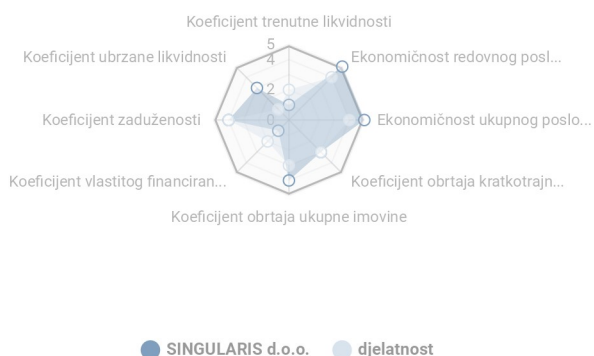 Koeficijent trenutne likvidnosti
5
Koeficijent ubrzane likvidnosti
4
Ekonomičnost redovnog posl...
2
Koeficijent zaduženosti
0
Ekonomičnost ukupnog poslo...
Koeficijent vlastitog financiran...
Koeficijent obrtaja kratkotrajn...
Koeficijent obrtaja ukupne imovine
SINGULARIS d.o.o.
djelatnost